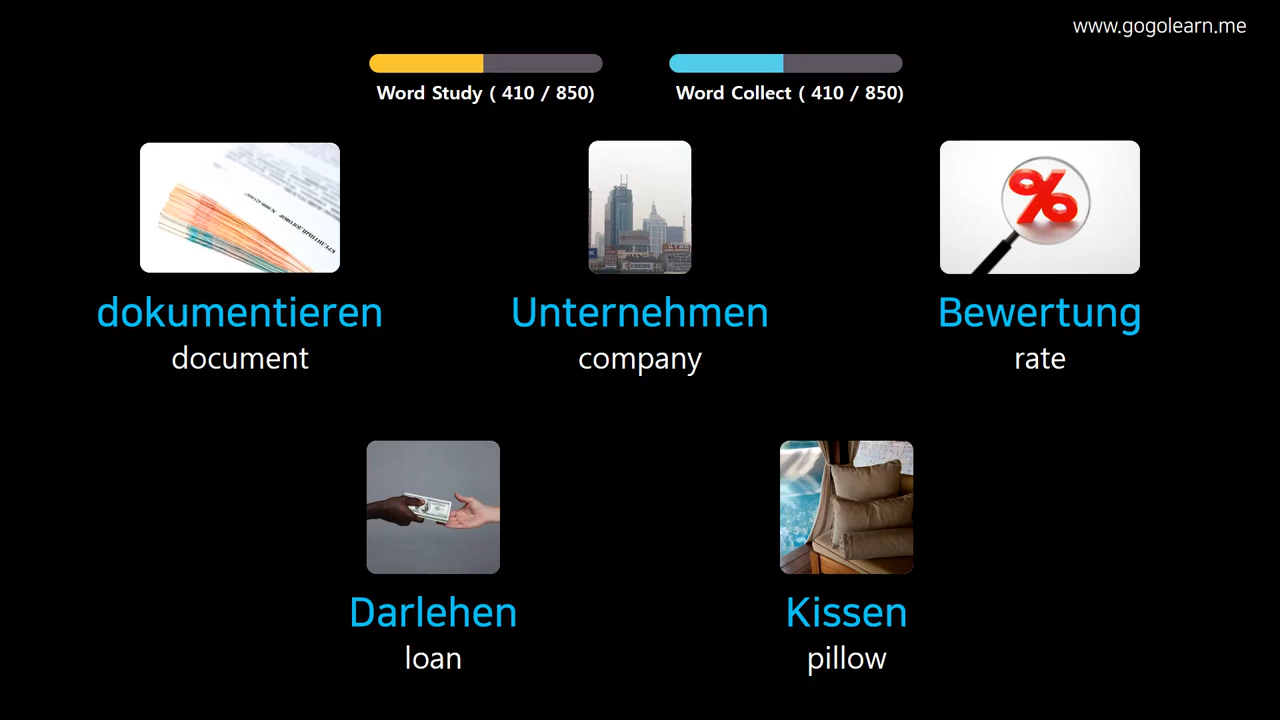 www.gogolearn.me
Word Study ( 410 / 850)
Word Collect ( 410 / 850)
dokumentieren
document
Unternehmen
company
Bewertung
rate
Darlehen
loan
Kissen
pillow